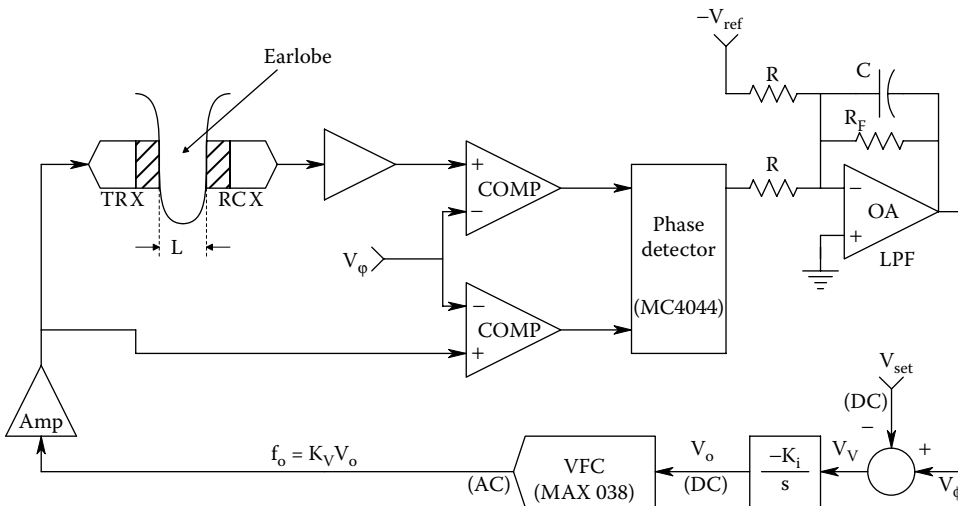 −V_ref
Earlobe
R
C
R_F
TRX
RCX
L
+
COMP
−
V_φ
−
COMP
+
Phase
detector
(MC4044)
R
−
OA
+
LPF
V_set
(DC)
−
+
Amp
f_o = K_V V_o
(AC)
VFC
(MAX 038)
V_o
(DC)
−K_i
s
V_V
V_ϕ